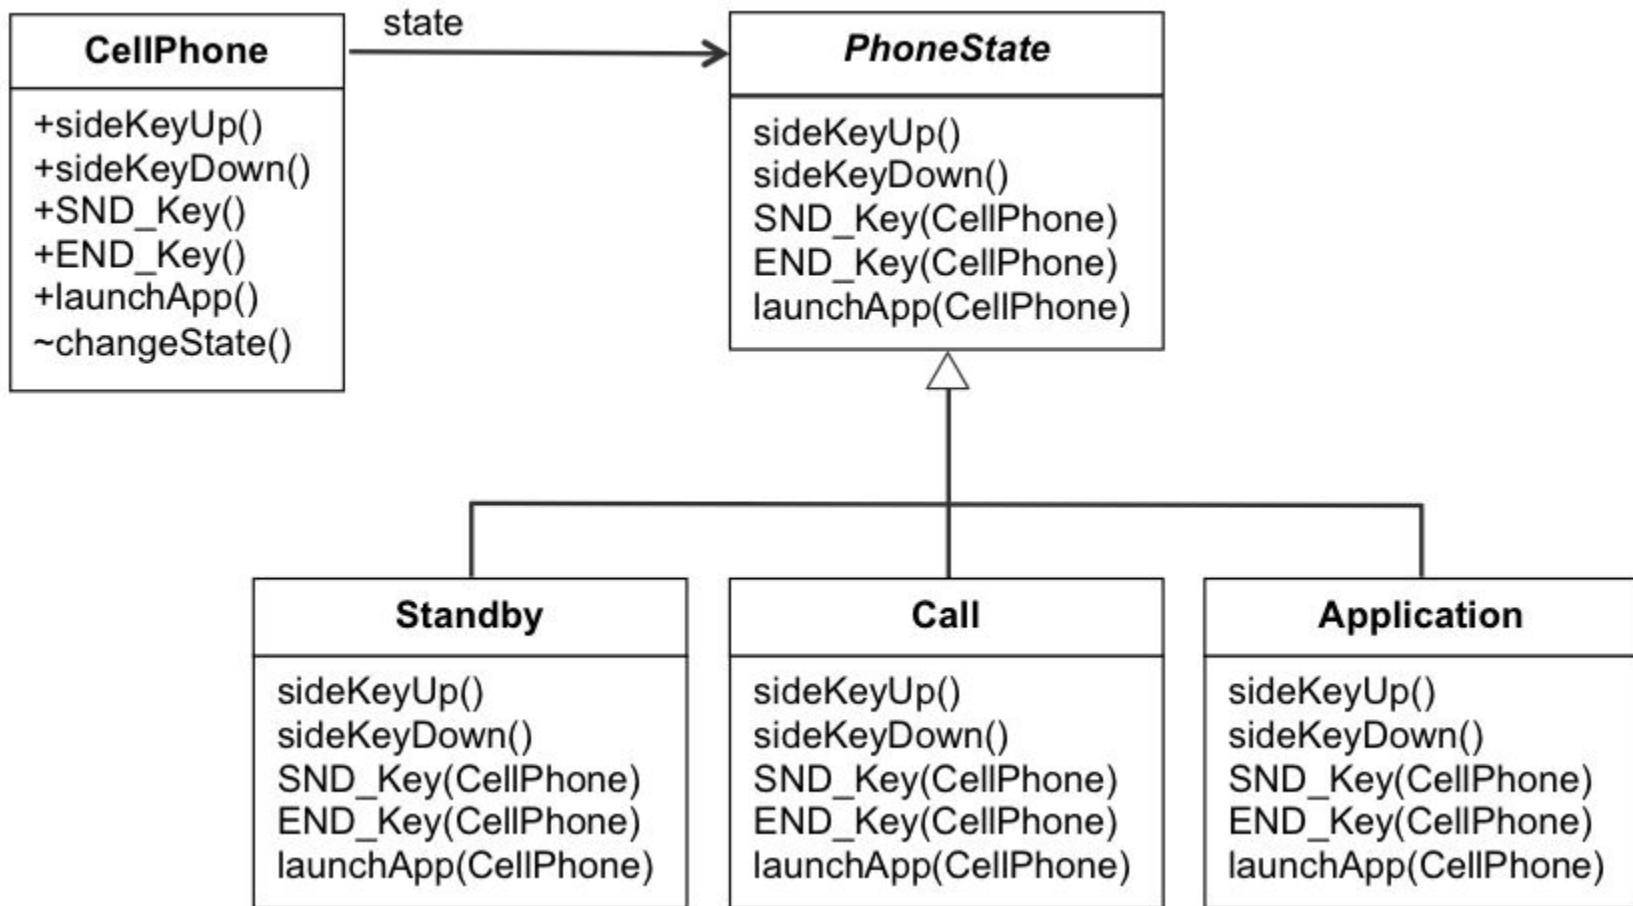 CellPhone
+sideKeyUp()
+sideKeyDown()
+SND_Key()
+END_Key()
+launchApp()
~changeState()
state
PhoneState
sideKeyUp()
sideKeyDown()
SND_Key(CellPhone)
END_Key(CellPhone)
launchApp(CellPhone)
Standby
sideKeyUp()
sideKeyDown()
SND_Key(CellPhone)
END_Key(CellPhone)
launchApp(CellPhone)
Call
sideKeyUp()
sideKeyDown()
SND_Key(CellPhone)
END_Key(CellPhone)
launchApp(CellPhone)
Application
sideKeyUp()
sideKeyDown()
SND_Key(CellPhone)
END_Key(CellPhone)
launchApp(CellPhone)